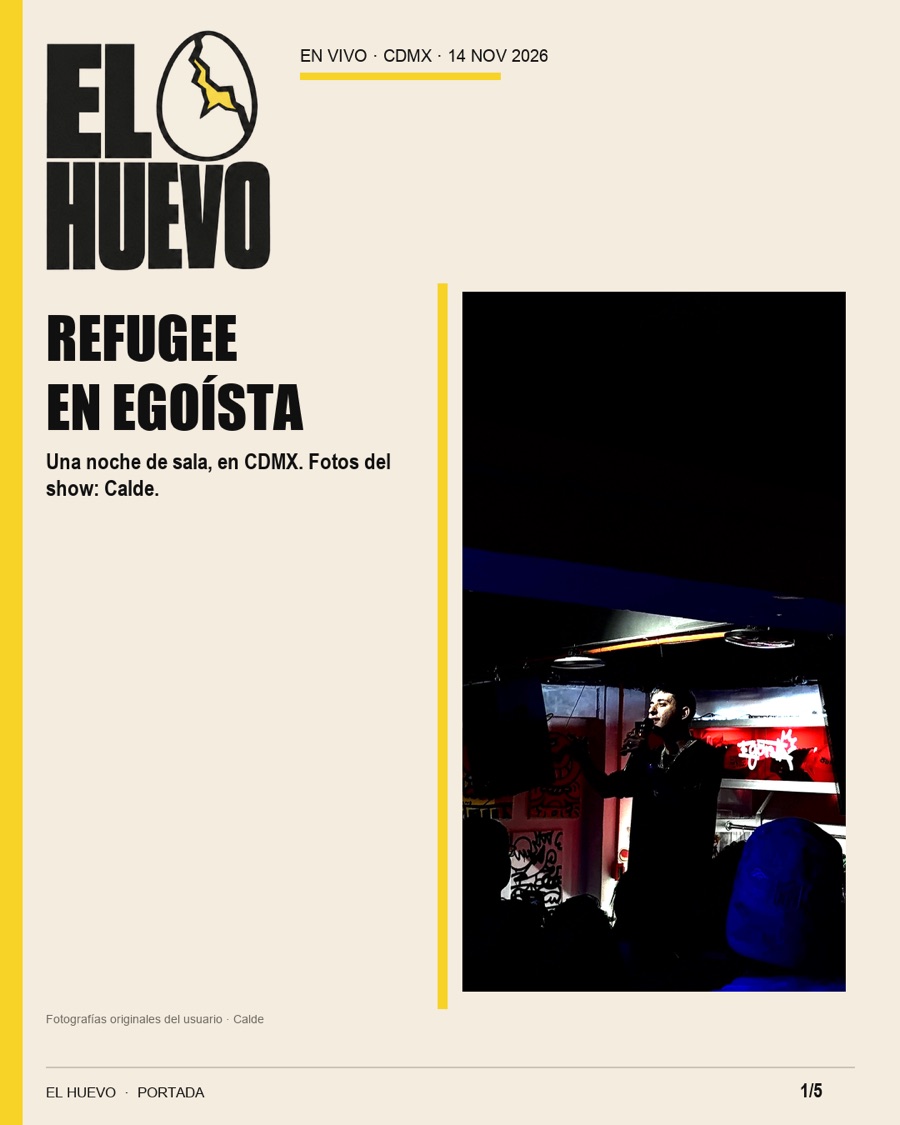 EL
HUEVO
EN VIVO · CDMX · 14 NOV 2026
REFUGEE
EN EGOÍSTA
Una noche de sala, en CDMX. Fotos del
show: Calde.
Fotografías originales del usuario · Calde
EL HUEVO · PORTADA
1/5